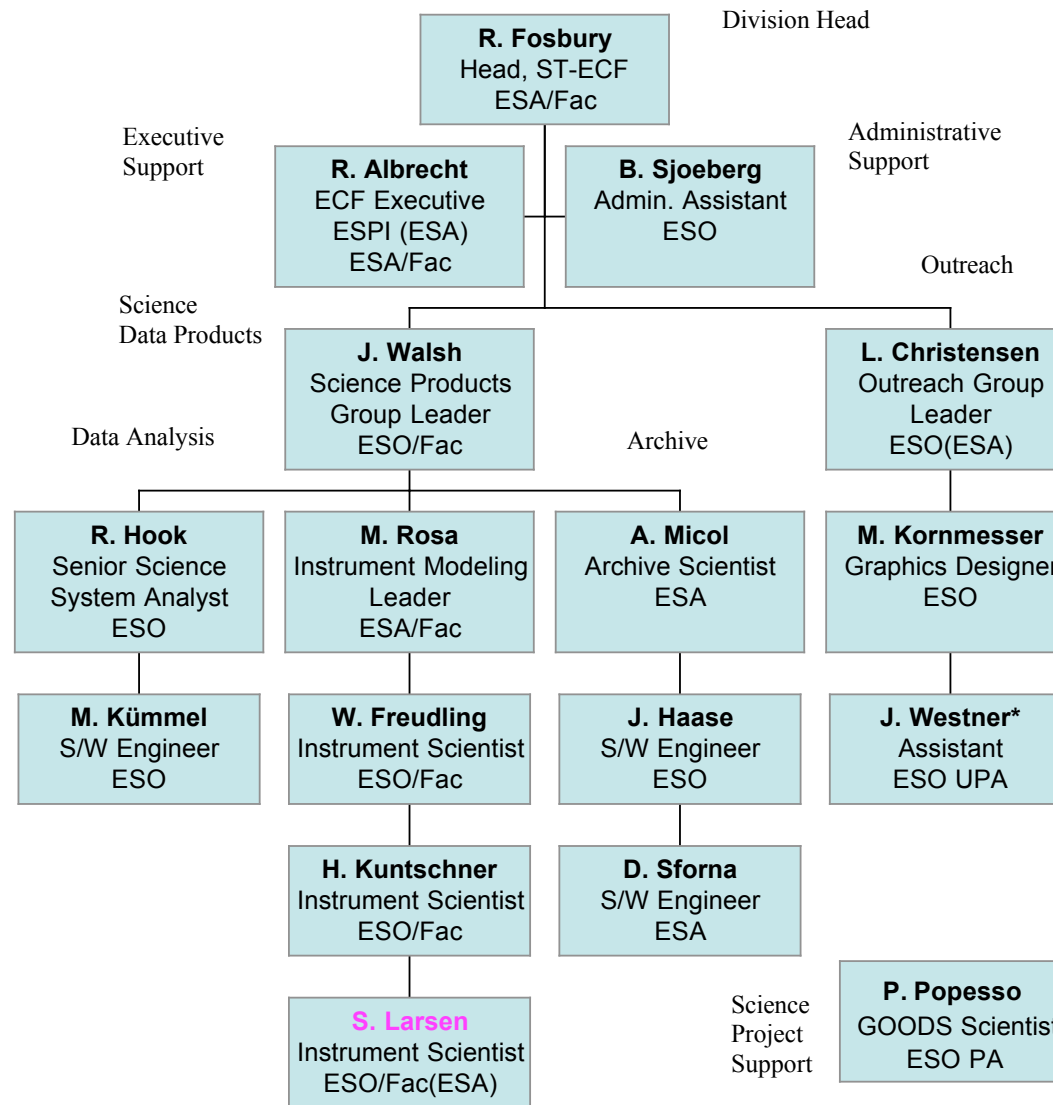 Division Head
R. Fosbury
Head, ST-ECF
ESA/Fac
Executive
Support
Administrative
Support
R. Albrecht
ECF Executive
ESPI (ESA)
ESA/Fac
B. Sjoeberg
Admin. Assistant
ESO
Outreach
Science
Data Products
J. Walsh
Science Products
Group Leader
ESO/Fac
L. Christensen
Outreach Group
Leader
ESO(ESA)
Data Analysis
Archive
R. Hook
Senior Science
System Analyst
ESO
M. Rosa
Instrument Modeling
Leader
ESA/Fac
A. Micol
Archive Scientist
ESA
M. Kornmesser
Graphics Designer
ESO
M. Kümmel
S/W Engineer
ESO
W. Freudling
Instrument Scientist
ESO/Fac
J. Haase
S/W Engineer
ESO
J. Westner*
Assistant
ESO UPA
H. Kuntschner
Instrument Scientist
ESO/Fac
D. Sforna
S/W Engineer
ESA
S. Larsen
Instrument Scientist
ESO/Fac(ESA)
Science
Project
Support
P. Popesso
GOODS Scientist
ESO PA